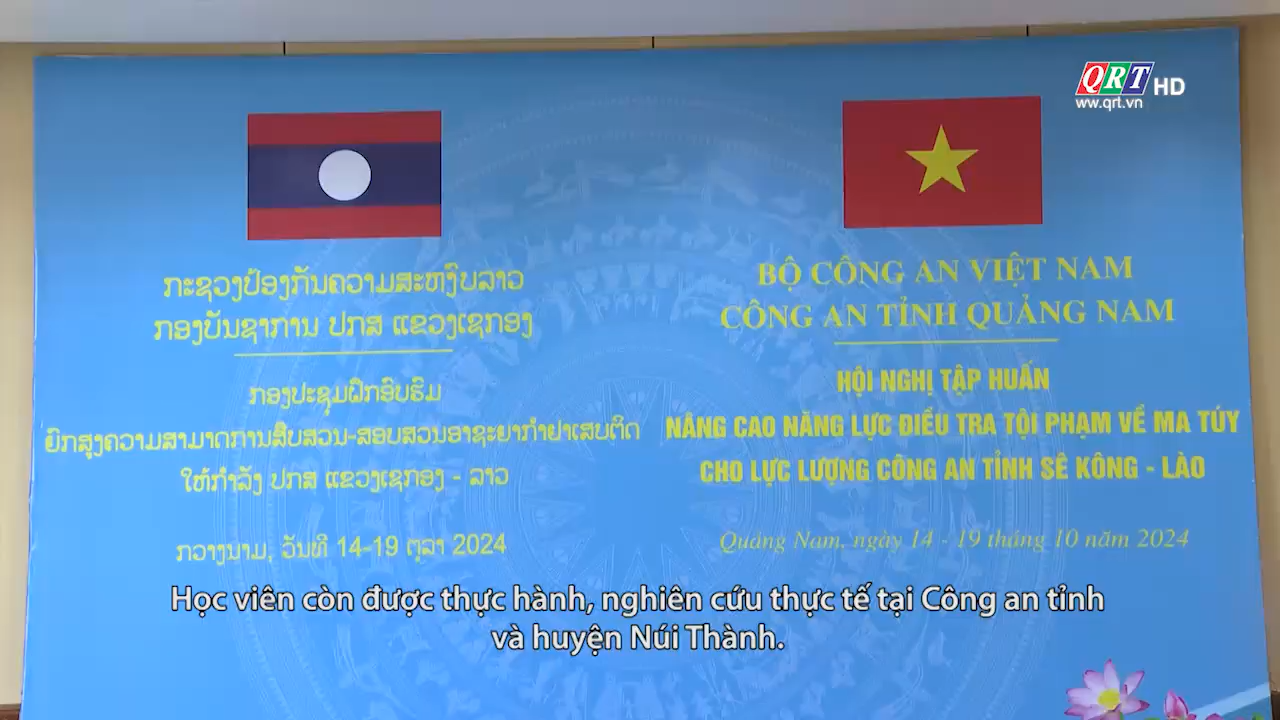 QRT HD
ww.qrt.vn
ກະຊວງປ້ອງກັນຄວາມສະຫງົບລາວ
ກອງບັນຊາການ ປກສ ແຂວງເຊກອງ
ກອງປະຊຸມຝຶກອົບຮົມ
ຍົກສູງຄວາມສາມາດການສືບສວນ-ສອບສວນອາຊະຍາກຳຢາເສບຕິດ
ໃຫ້ກຳລັງ ປກສ ແຂວງເຊກອງ - ລາວ
ກວາງນາມ, ວັນທີ 14-19 ຕຸລາ 2024
BỘ CÔNG AN VIỆT NAM
CÔNG AN TỈNH QUẢNG NAM
HỘI NGHỊ TẬP HUẤN
NÂNG CAO NĂNG LỰC ĐIỀU TRA TỘI PHẠM VỀ MA TÚY
CHO LỰC LƯỢNG CÔNG AN TỈNH SÊ KÔNG - LÀO
Quảng Nam, ngày 14 - 19 tháng 10 năm 2024
Học viên còn được thực hành, nghiên cứu thực tế tại Công an tỉnh
và huyện Núi Thành.